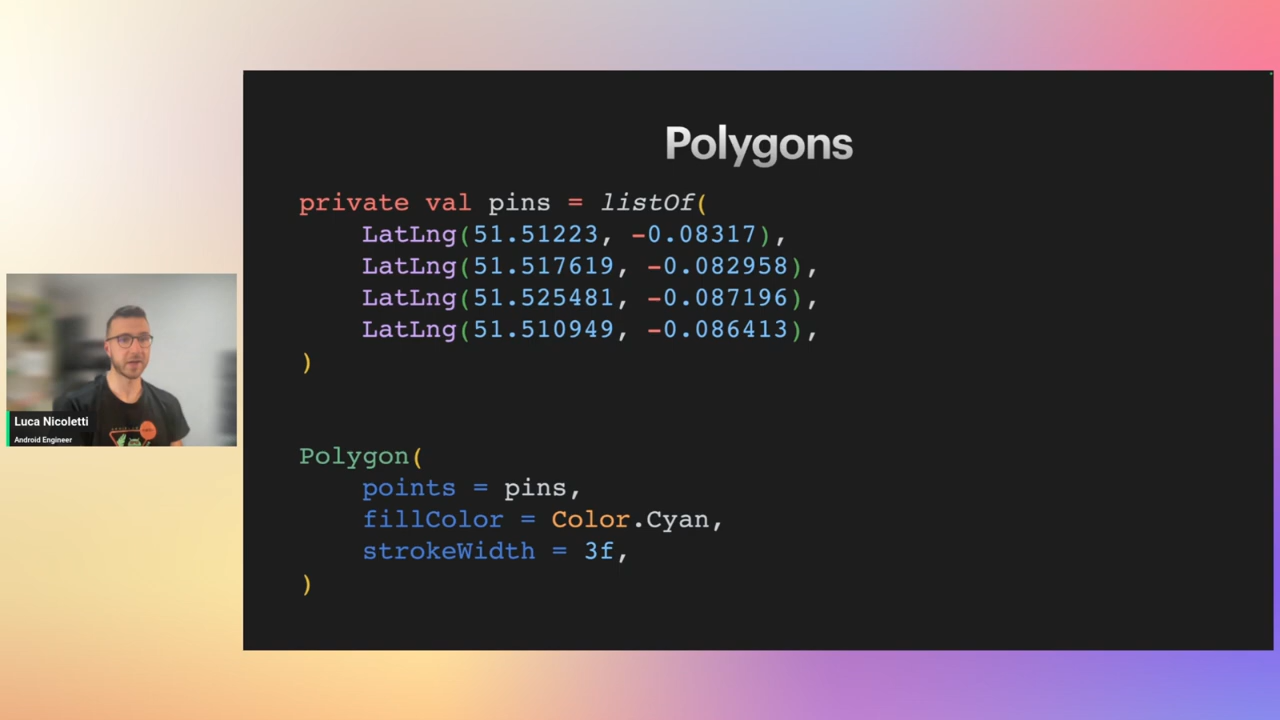 Polygons
private val pins = listOf(
    LatLng(51.51223, -0.08317),
    LatLng(51.517619, -0.082958),
    LatLng(51.525481, -0.087196),
    LatLng(51.510949, -0.086413),
)
Polygon(
    points = pins,
    fillColor = Color.Cyan,
    strokeWidth = 3f,
)
Luca Nicoletti
Android Engineer